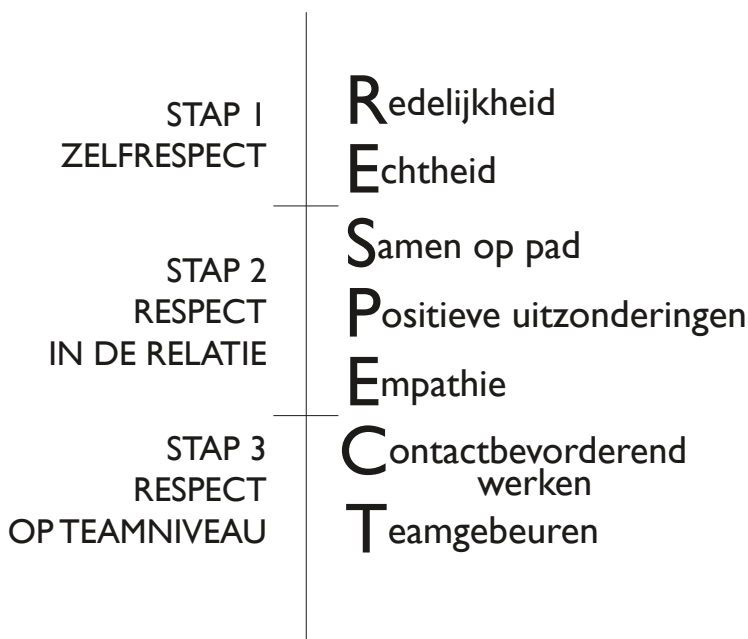 STAP 1
ZELFRESPECT
Redelijkheid
Echtheid
STAP 2
RESPECT
IN DE RELATIE
Samen op pad
Positieve uitzonderingen
Empathie
STAP 3
RESPECT
OP TEAMNIVEAU
Contactbevorderend
werken
Teamgebeuren